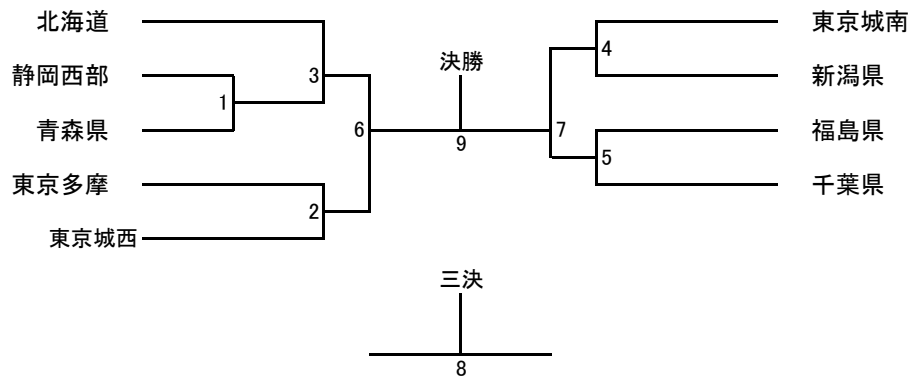 北海道
東京城南
4
決勝
静岡西部
3
新潟県
1
青森県
6
7
福島県
9
5
東京多摩
千葉県
2
東京城西
三決
8